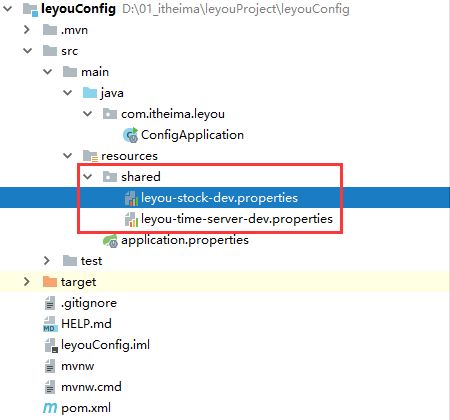 leyouConfig D:\01_itheima\leyouProject\leyouConfig
.mvn
src
main
java
com.itheima.leyou
ConfigApplication
resources
shared
leyou-stock-dev.properties
leyou-time-server-dev.properties
application.properties
test
target
.gitignore
HELP.md
leyouConfig.iml
mvnw
mvnw.cmd
pom.xml